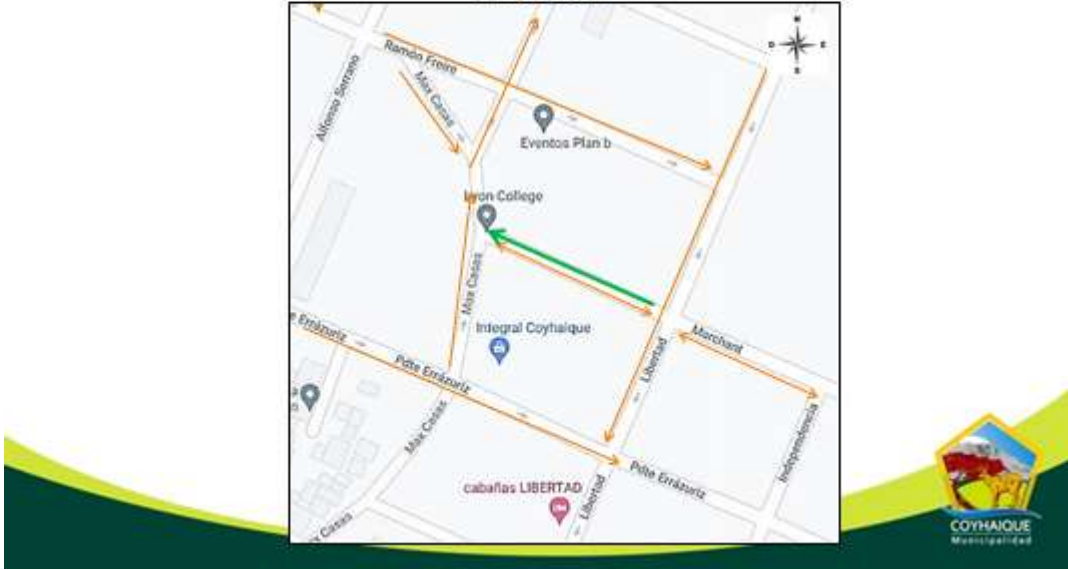 N
O E
S
Ramón Freire
Max Casas
Alfonso Serrano
Eventos Plan b
Lyon College
Max Casas
Integral Coyhaique
Marchant
Libertad
e Errázuriz
Pdte Errázuriz
Independencia
Max Casas
Pdte Errázuriz
cabañas LIBERTAD
Libertad
Casas
COYHAIQUE
Municipalidad